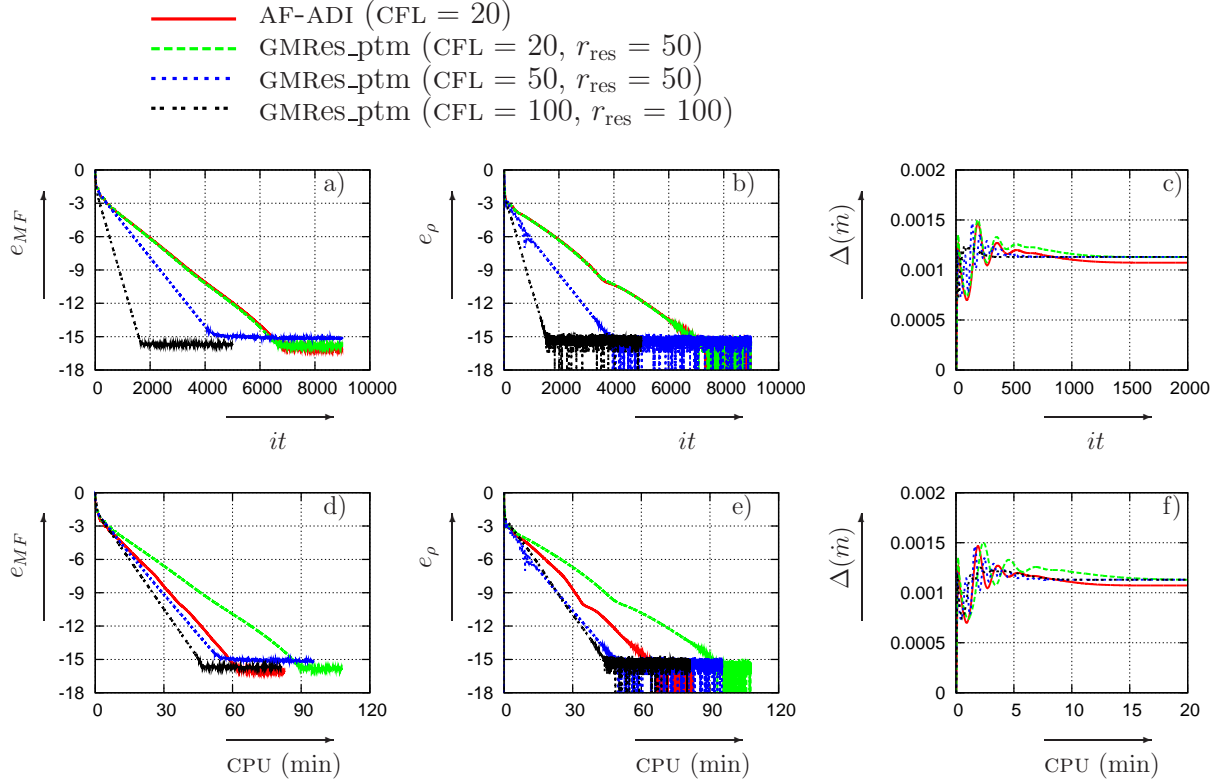 AF-ADI (CFL = 20)
GMRes_ptm (CFL = 20, r_res = 50)
GMRes_ptm (CFL = 50, r_res = 50)
GMRes_ptm (CFL = 100, r_res = 100)
a)
0
-3
-6
-9
-12
-15
-18
0 2000 4000 6000 8000 10000
e_MF
it
b)
0
-3
-6
-9
-12
-15
-18
0 2000 4000 6000 8000 10000
e_ρ
it
c)
0.002
0.0015
0.001
0.0005
0
0 500 1000 1500 2000
Δ(ṁ)
it
d)
0
-3
-6
-9
-12
-15
-18
0 30 60 90 120
e_MF
CPU (min)
e)
0
-3
-6
-9
-12
-15
-18
0 30 60 90 120
e_ρ
CPU (min)
f)
0.002
0.0015
0.001
0.0005
0
0 5 10 15 20
Δ(ṁ)
CPU (min)